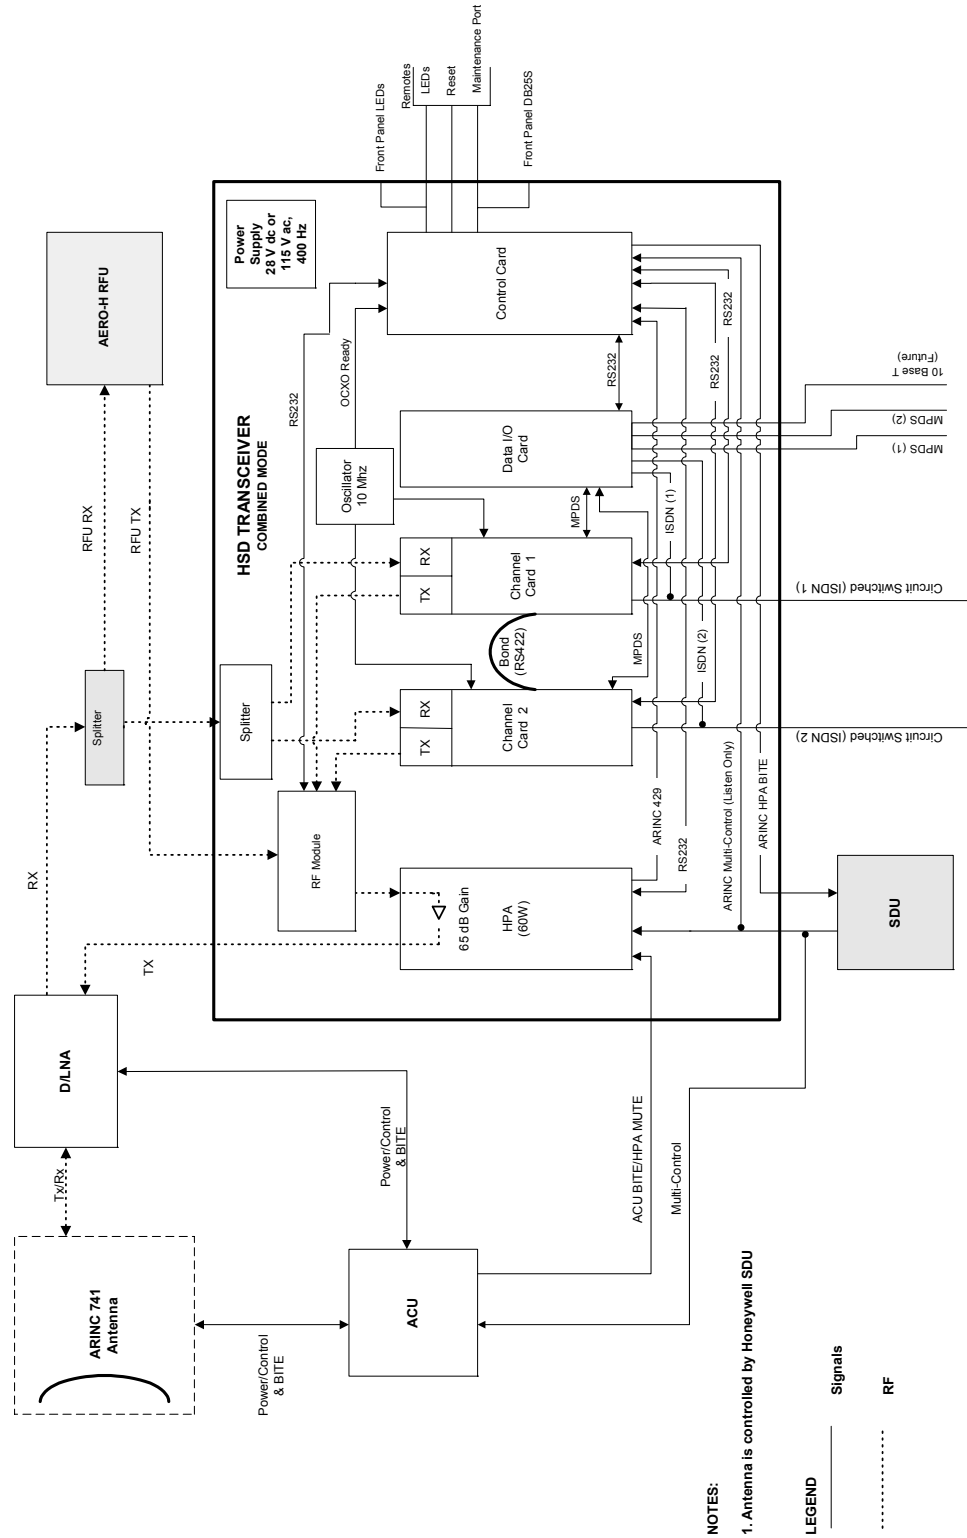 ARINC 741
Antenna
Tx/Rx
D/LNA
RX
Splitter
RFU RX
RFU TX
AERO-H RFU
Power/Control
& BITE
Power/Control
& BITE
TX
ACU
ACU BITE/HPA MUTE
Multi-Control
HSD TRANSCEIVER
COMBINED MODE
Power
Supply
28 V dc or
115 V ac,
400 Hz
Splitter
RF Module
RS232
OCXO Ready
Oscillator
10 Mhz
65 dB Gain
HPA
(60W)
TX
RX
Channel
Card 2
Bond
(RS422)
TX
RX
Channel
Card 1
MPDS
MPDS
Data I/O
Card
RS232
Control Card
Front Panel LEDs
Remotes
LEDs
Reset
Maintenance Port
Front Panel DB25S
ARINC 429
RS232
ISDN (1)
ISDN (2)
RS232
RS232
ARINC Multi-Control (Listen Only)
ARINC HPA BITE
SDU
Circuit Switched (ISDN 2)
Circuit Switched (ISDN 1)
MPDS (1)
MPDS (2)
10 Base T
(Future)
NOTES:
1. Antenna is controlled by Honeywell SDU
LEGEND
Signals
RF